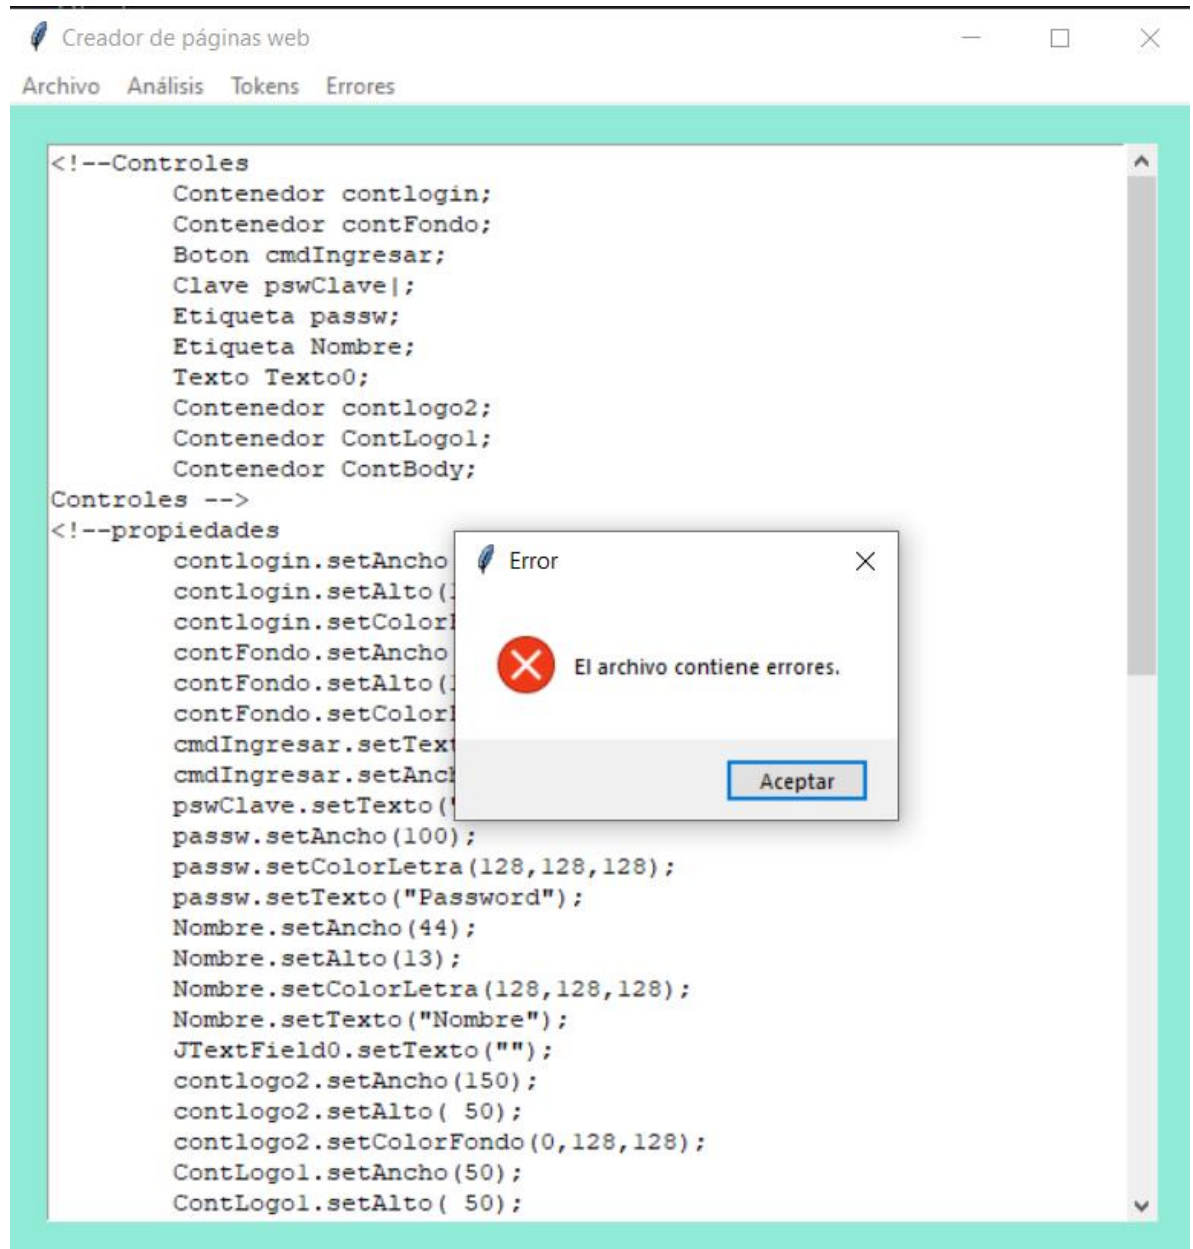 Creador de páginas web
Archivo Análisis Tokens Errores
<!--Controles
Contenedor contlogin;
Contenedor contFondo;
Boton cmdIngresar;
Clave pswClave|;
Etiqueta passw;
Etiqueta Nombre;
Texto Texto0;
Contenedor contlogo2;
Contenedor ContLogo1;
Contenedor ContBody;
Controles -->
<!--propiedades
contlogin.setAncho
contlogin.setAlto(
contlogin.setColor
contFondo.setAncho
contFondo.setAlto(
contFondo.setColor
cmdIngresar.setText
cmdIngresar.setAnch
pswClave.setTexto("
passw.setAncho(100);
passw.setColorLetra(128,128,128);
passw.setTexto("Password");
Nombre.setAncho(44);
Nombre.setAlto(13);
Nombre.setColorLetra(128,128,128);
Nombre.setTexto("Nombre");
JTextField0.setTexto("");
contlogo2.setAncho(150);
contlogo2.setAlto( 50);
contlogo2.setColorFondo(0,128,128);
ContLogo1.setAncho(50);
ContLogo1.setAlto( 50);
Error
El archivo contiene errores.
Aceptar